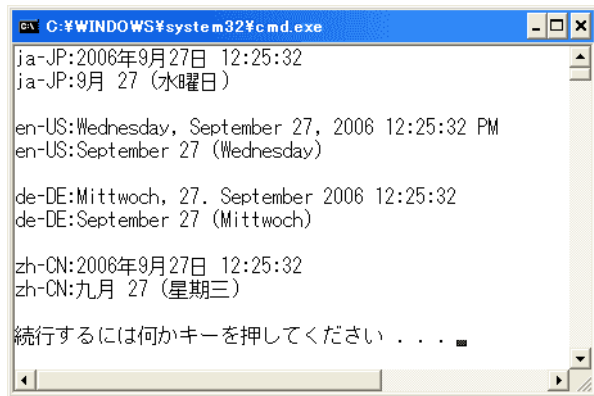 C:¥WINDOWS¥system32¥cmd.exe
ja-JP:2006年9月27日 12:25:32
ja-JP:9月 27 (水曜日)
en-US:Wednesday, September 27, 2006 12:25:32 PM
en-US:September 27 (Wednesday)
de-DE:Mittwoch, 27. September 2006 12:25:32
de-DE:September 27 (Mittwoch)
zh-CN:2006年9月27日 12:25:32
zh-CN:九月 27 (星期三)
続行するには何かキーを押してください . . .